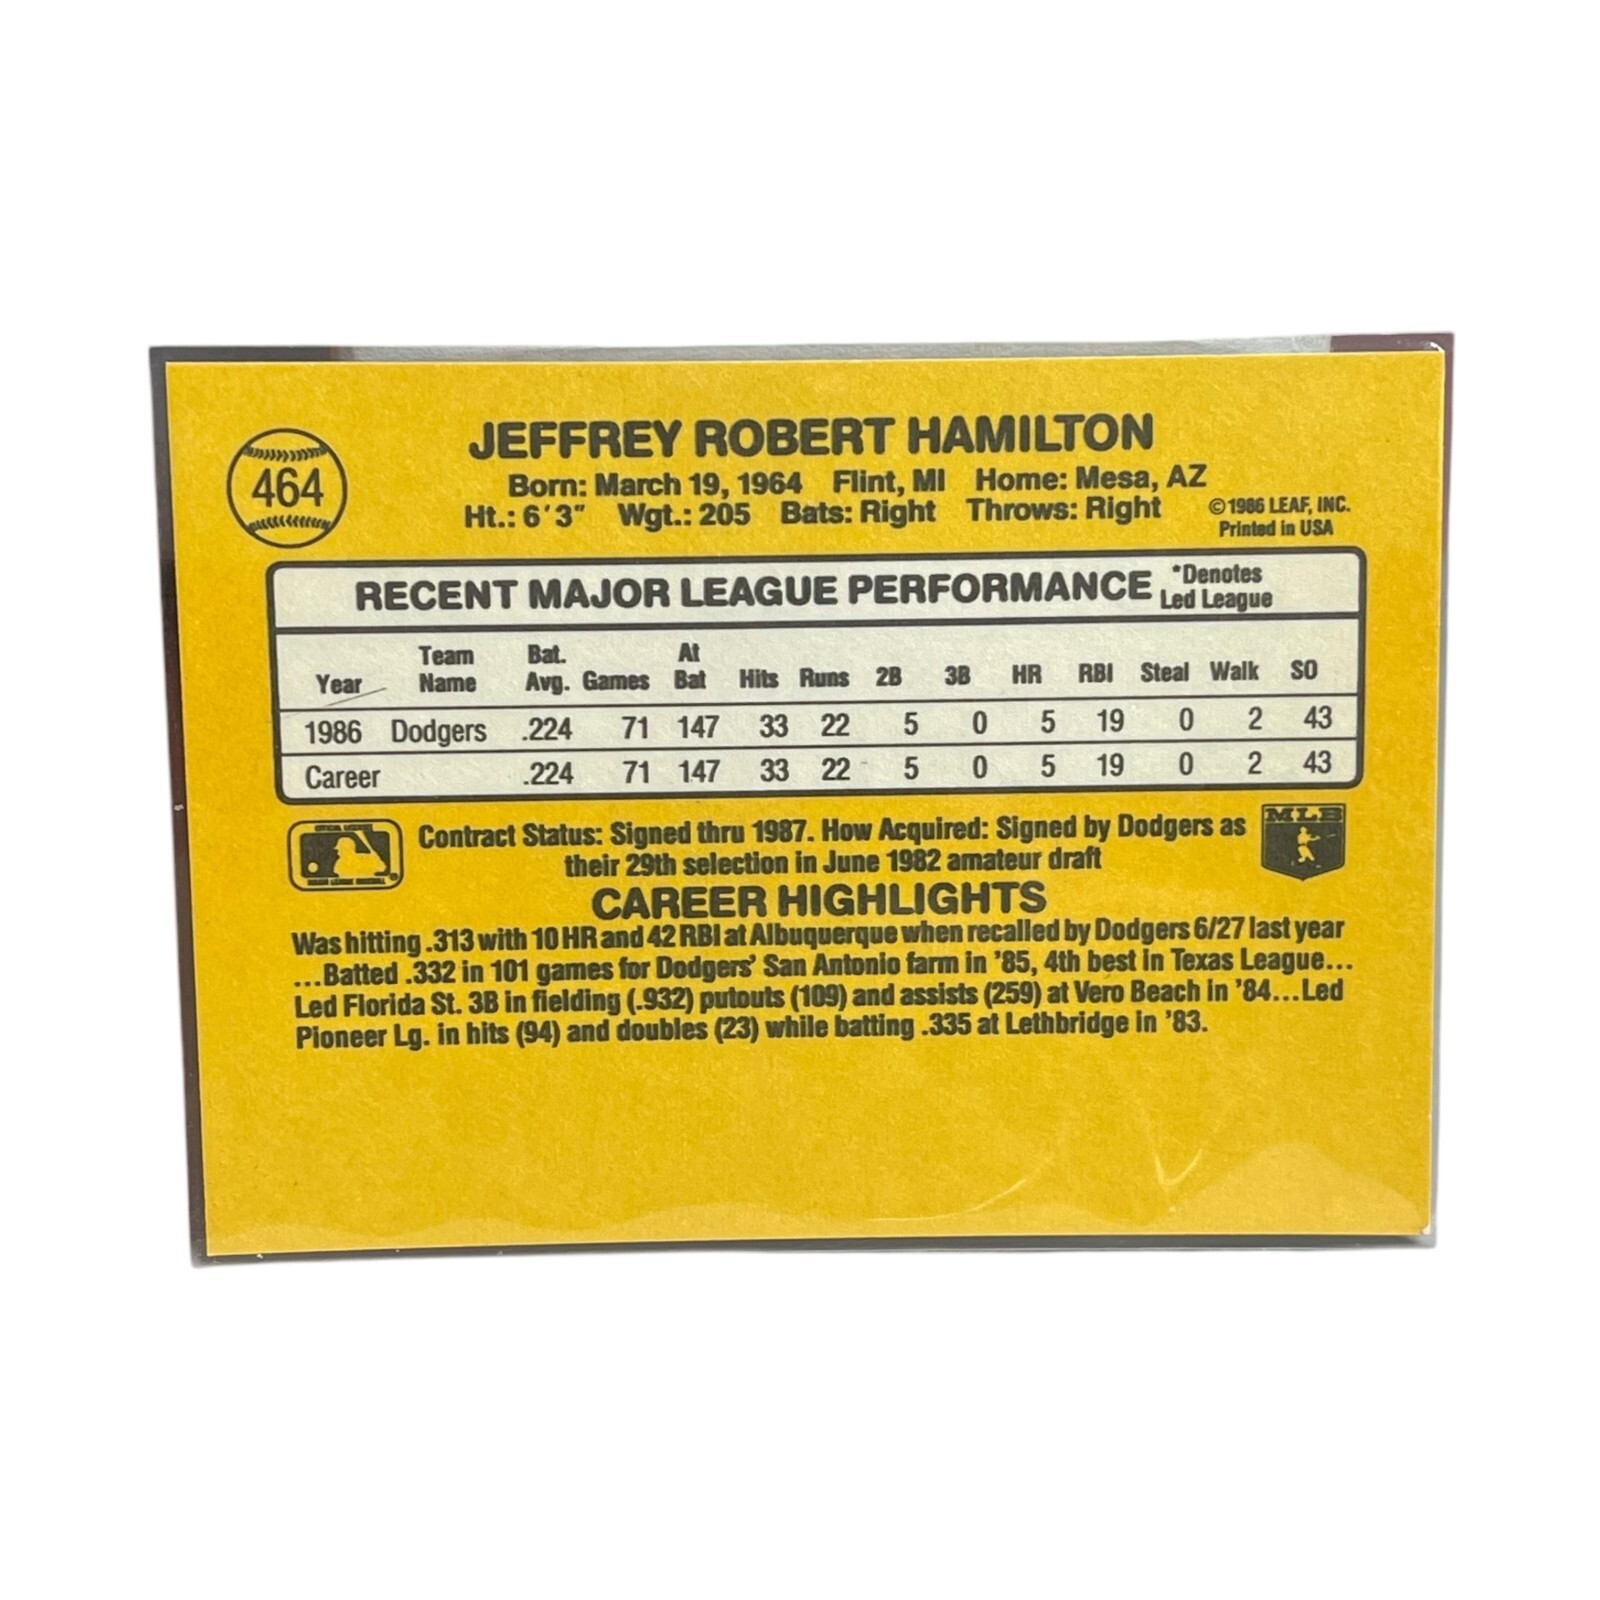 464
JEFFREY ROBERT HAMILTON
Born: March 19, 1964 Flint, MI Home: Mesa, AZ
Ht.: 6'3" Wgt.: 205 Bats: Right Throws: Right
©1986 LEAF, INC.
Printed in USA
RECENT MAJOR LEAGUE PERFORMANCE *Denotes Led League
Year Team Name Bat. Avg. Games At Bat Hits Runs 2B 3B HR RBI Steal Walk SO
1986 Dodgers .224 71 147 33 22 5 0 5 19 0 2 43
Career .224 71 147 33 22 5 0 5 19 0 2 43
Contract Status: Signed thru 1987. How Acquired: Signed by Dodgers as
their 29th selection in June 1982 amateur draft
MLB
CAREER HIGHLIGHTS
Was hitting .313 with 10 HR and 42 RBI at Albuquerque when recalled by Dodgers 6/27 last year
...Batted .332 in 101 games for Dodgers' San Antonio farm in '85, 4th best in Texas League...
Led Florida St. 3B in fielding (.932) putouts (109) and assists (259) at Vero Beach in '84...Led
Pioneer Lg. in hits (94) and doubles (23) while batting .335 at Lethbridge in '83.